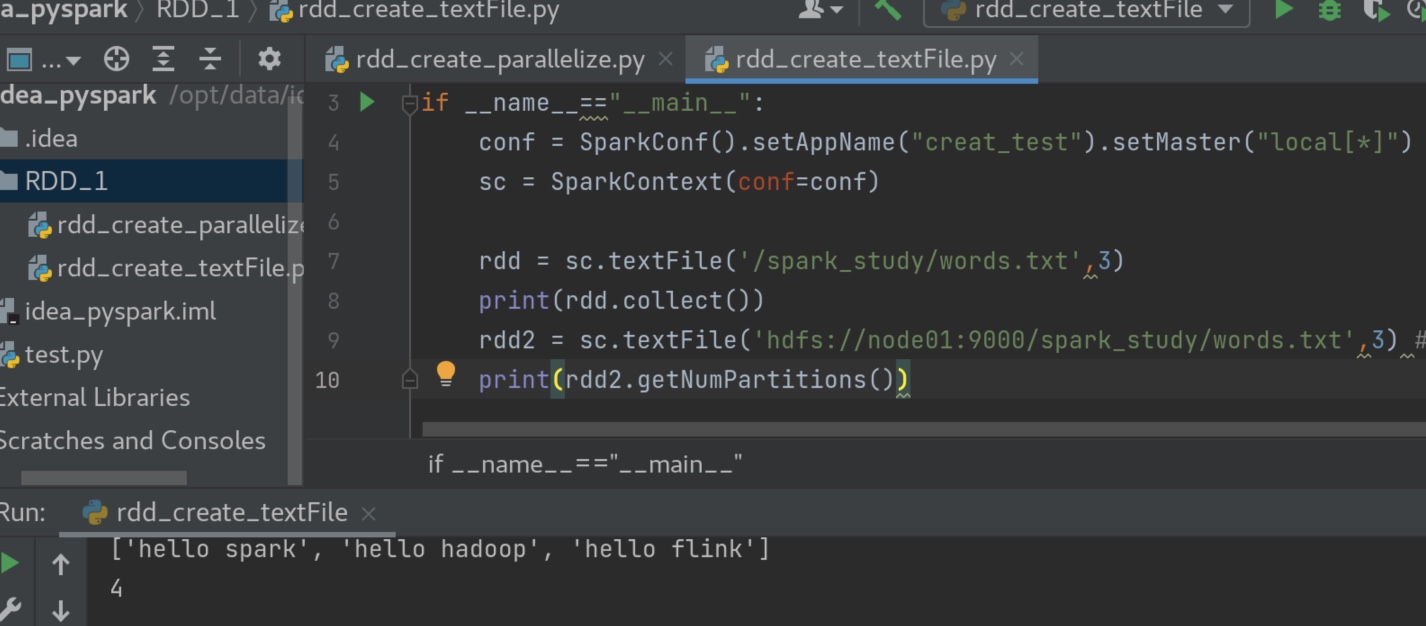 a_pyspark RDD_1 rdd_create_textFile.py
rdd_create_textFile
... rdd_create_parallelize.py rdd_create_textFile.py
dea_pyspark /opt/data/ic
.idea
RDD_1
rdd_create_parallelize
rdd_create_textFile.p
idea_pyspark.iml
test.py
External Libraries
Scratches and Consoles
3 if __name__=="__main__":
4 conf = SparkConf().setAppName("creat_test").setMaster("local[*]")
5 sc = SparkContext(conf=conf)
6
7 rdd = sc.textFile('/spark_study/words.txt',3)
8 print(rdd.collect())
9 rdd2 = sc.textFile('hdfs://node01:9000/spark_study/words.txt',3) #
10 print(rdd2.getNumPartitions())
if __name__=="__main__"
Run: rdd_create_textFile
['hello spark', 'hello hadoop', 'hello flink']
4